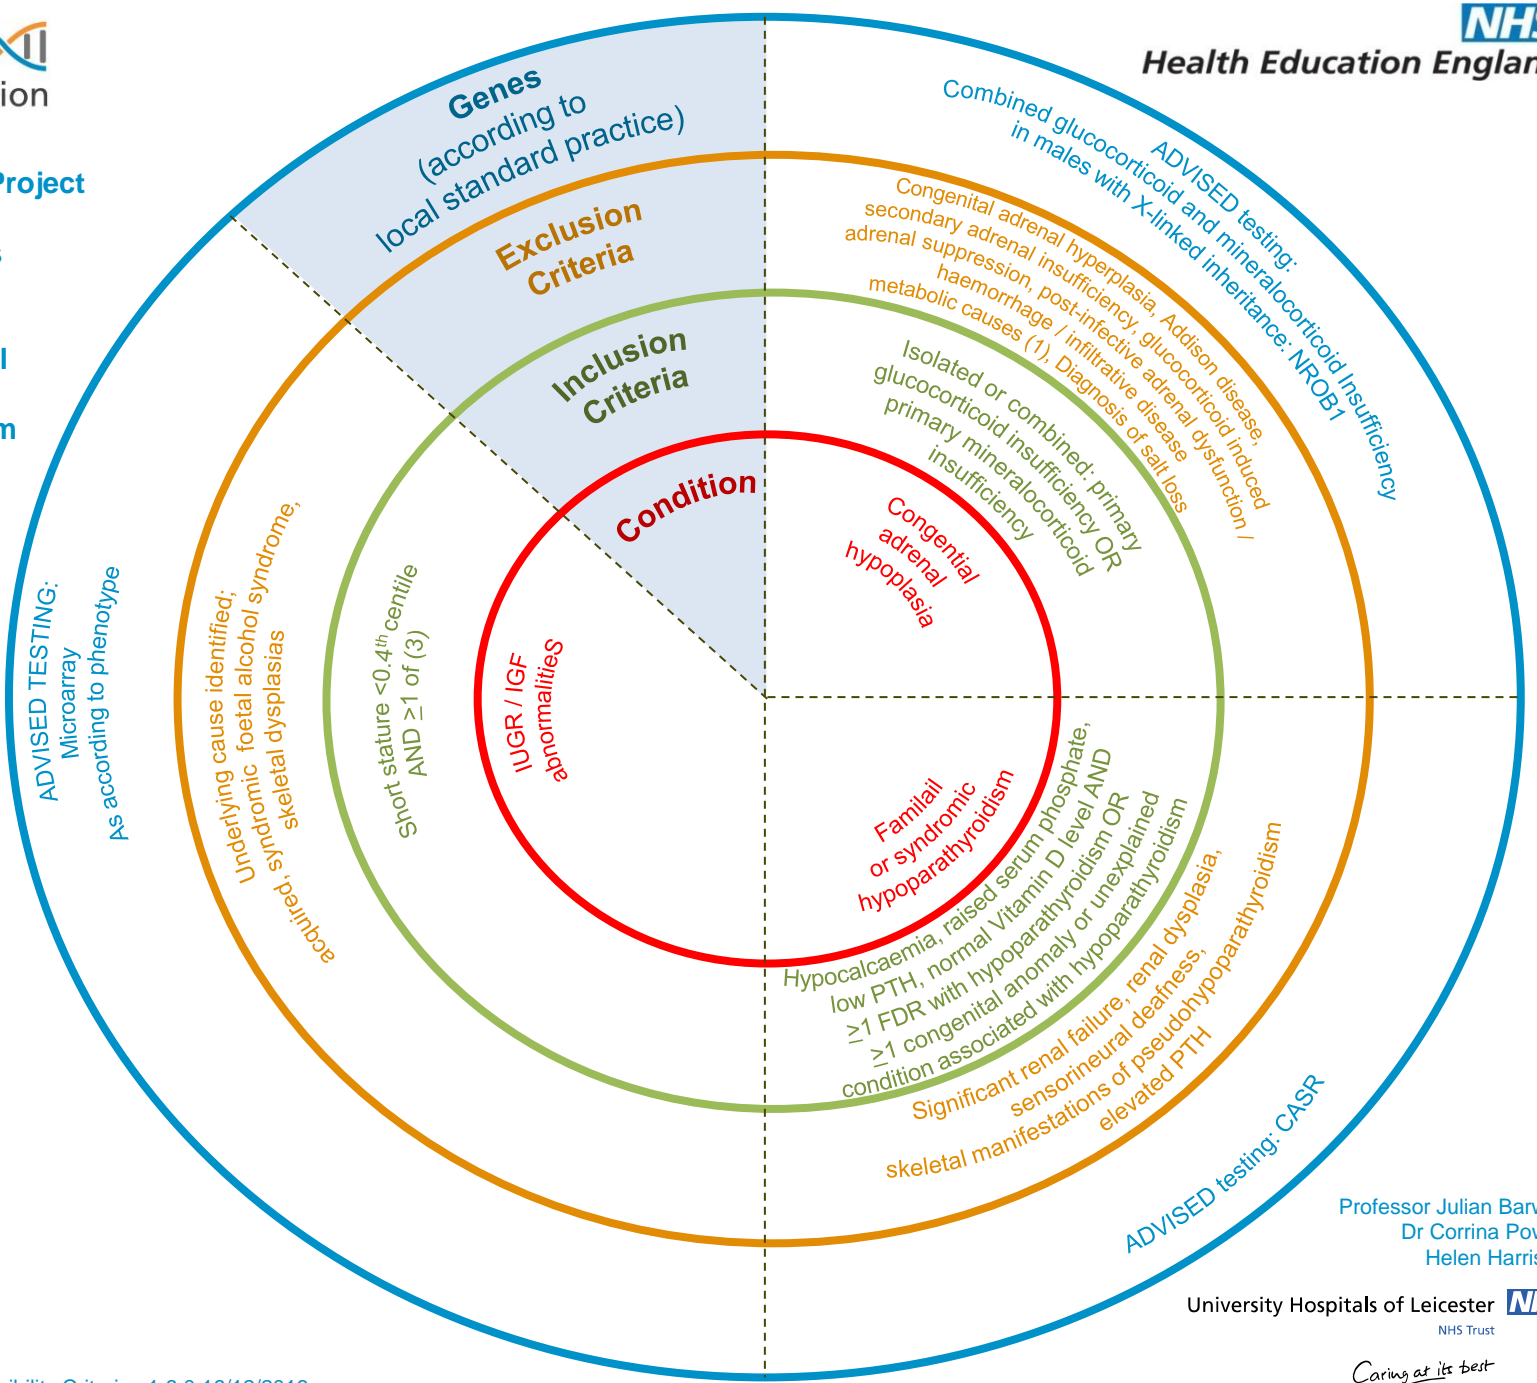 NHS
Health Education England
Project
Genes
(according to
local standard practice)
Exclusion
Criteria
Inclusion
Criteria
Condition
ADVISED testing:
Combined glucocorticoid and mineralocorticoid Insufficiency
in males with X-linked inheritance: NROB1
Congenital adrenal hyperplasia, Addison disease,
secondary adrenal insufficiency, glucocorticoid induced
adrenal suppression, post-infective adrenal dysfunction /
haemorrhage / infiltrative disease
metabolic causes (1), Diagnosis of salt loss
Isolated or combined: primary
glucocorticoid insufficiency OR
primary mineralocorticoid
insufficiency
Congential
adrenal
hypoplasia
Familail
or syndromic
hypoparathyroidism
Hypocalcaemia, raised serum phosphate,
low PTH, normal Vitamin D level AND
≥1 FDR with hypoparathyroidism OR
≥1 congenital anomaly or unexplained
condition associated with hypoparathyroidism
Significant renal failure, renal dysplasia,
sensorineural deafness,
skeletal manifestations of pseudohypoparathyroidism
elevated PTH
ADVISED testing: CASR
IUGR / IGF
abnormalitieS
Short stature <0.4th centile
AND ≥1 of (3)
Underlying cause identified;
acquired, syndromic foetal alcohol syndrome,
skeletal dysplasias
ADVISED TESTING:
Microarray
As according to phenotype
Professor Julian
Dr Corrina
Helen
University Hospitals of Leicester
NHS Trust
Caring at its best